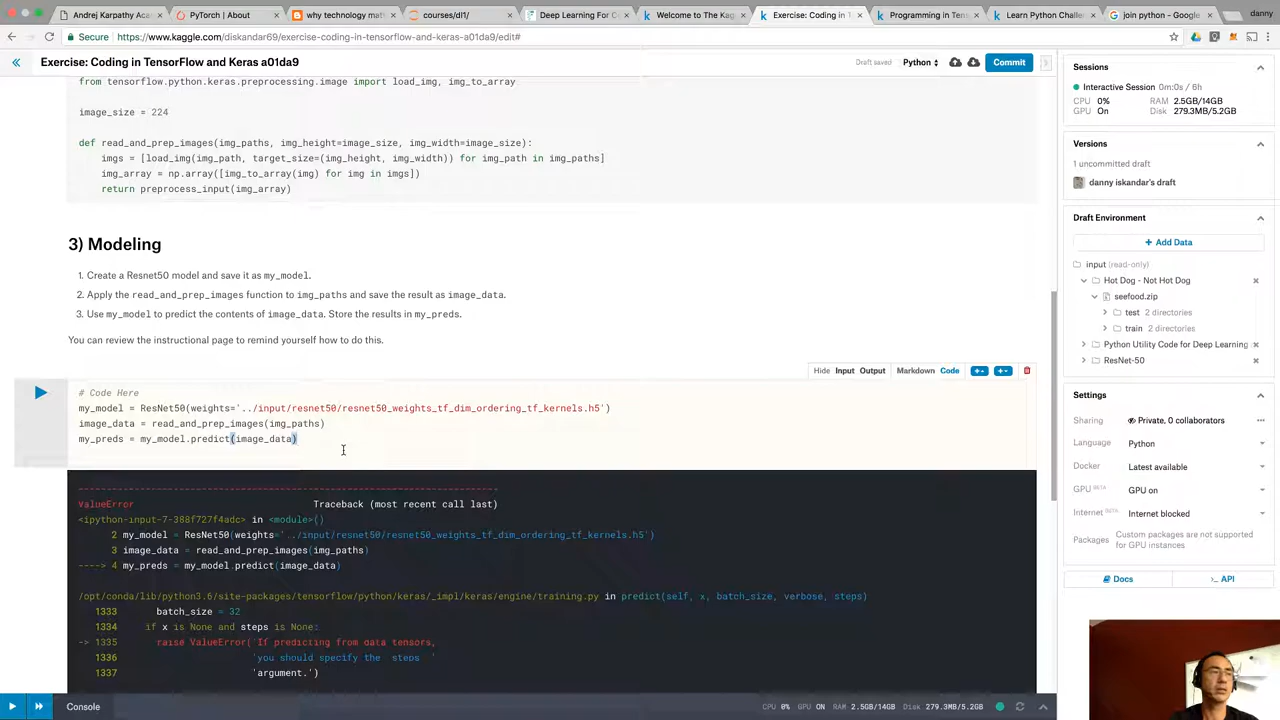 Andrej Karpathy Academ
PyTorch | About
why technology mat
courses/dl1/
Deep Learning For C
Welcome to The Kag
Exercise: Coding in T
Programming in Tens
Learn Python Challe
join python - Google
danny
Secure
https://www.kaggle.com/diskandar69/exercise-coding-in-tensorflow-and-keras-a01da9/edit#
Exercise: Coding in TensorFlow and Keras a01da9
Draft saved
Python
Commit
from tensorflow.python.keras.preprocessing.image import load_img, img_to_array
image_size = 224
def read_and_prep_images(img_paths, img_height=image_size, img_width=image_size):
imgs = [load_img(img_path, target_size=(img_height, img_width)) for img_path in img_paths]
img_array = np.array([img_to_array(img) for img in imgs])
return preprocess_input(img_array)
3) Modeling
1. Create a Resnet50 model and save it as my_model.
2. Apply the read_and_prep_images function to img_paths and save the result as image_data.
3. Use my_model to predict the contents of image_data. Store the results in my_preds.
You can review the instructional page to remind yourself how to do this.
Hide Input Output Markdown Code
# Code Here
my_model = ResNet50(weights='../input/resnet50/resnet50_weights_tf_dim_ordering_tf_kernels.h5')
image_data = read_and_prep_images(img_paths)
my_preds = my_model.predict(image_data)
---------------------------------------------------------------------------
ValueError Traceback (most recent call last)
<ipython-input-7-388f727f4adc> in <module>()
2 my_model = ResNet50(weights='../input/resnet50/resnet50_weights_tf_dim_ordering_tf_kernels.h5')
3 image_data = read_and_prep_images(img_paths)
----> 4 my_preds = my_model.predict(image_data)
/opt/conda/lib/python3.6/site-packages/tensorflow/python/keras/_impl/keras/engine/training.py in predict(self, x, batch_size, verbose, steps)
1333 batch_size = 32
1334 if x is None and steps is None:
-> 1335 raise ValueError('If predicting from data tensors, '
1336 'you should specify the steps '
1337 'argument.')
Console
CPU 0% GPU ON RAM 2.5GB/14GB Disk 279.3MB/5.2GB
Sessions
Interactive Session 0m:0s / 6h
CPU 0% RAM 2.5GB/14GB
GPU On Disk 279.3MB/5.2GB
Versions
1 uncommitted draft
danny iskandar's draft
Draft Environment
+ Add Data
input (read-only)
Hot Dog - Not Hot Dog
seefood.zip
test 2 directories
train 2 directories
Python Utility Code for Deep Learning
ResNet-50
Settings
Sharing Private, 0 collaborators
Language Python
Docker Latest available
GPU BETA GPU on
Internet BETA Internet blocked
Packages Custom packages are not supported
for GPU instances
Docs
>_ API